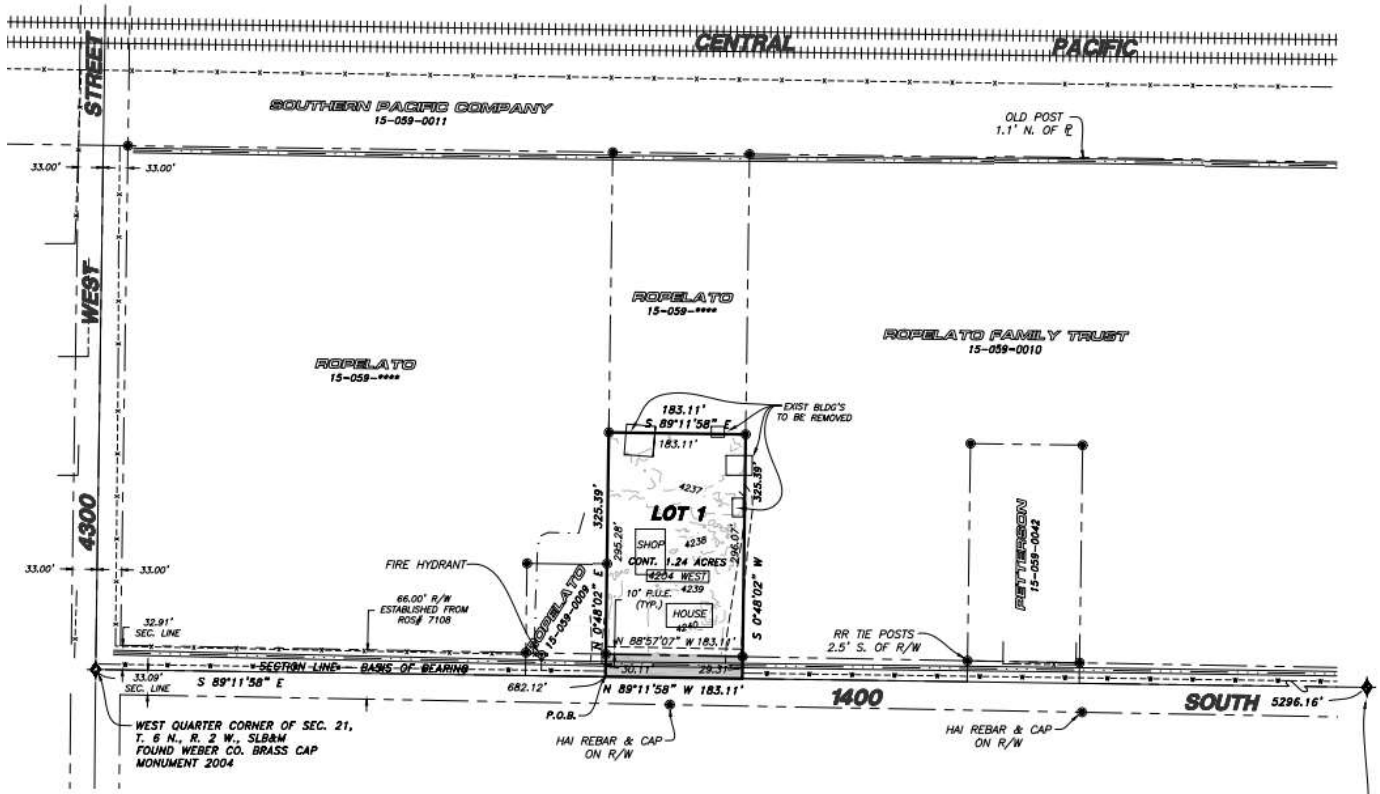 CENTRAL PACIFIC
STREET
SOUTHERN PACIFIC COMPANY
15-059-0011
OLD POST
1.1' N. OF ⅊
33.00'
33.00'
WEST
ROPELATO
15-059-****
ROPELATO FAMILY TRUST
15-059-0010
ROPELATO
15-059-****
183.11'
S 89°11'58" E
183.11'
EXIST BLDG'S
TO BE REMOVED
4237
325.39'
325.39'
LOT 1
295.28'
296.07'
4300
SHOP
4238
CONT. 1.24 ACRES
4204 WEST
4239
10' P.U.E.
(TYP.)
HOUSE
4240
N 0°48'02" E
S 0°48'02" W
N 88°57'07" W 183.11'
PETTERSON
15-059-0042
33.00'
33.00'
FIRE HYDRANT
66.00' R/W
ESTABLISHED FROM
ROS# 7108
ROPELATO
15-059-0009
32.91'
SEC. LINE
RR TIE POSTS
2.5' S. OF R/W
SECTION LINE BASIS OF BEARING
30.11'
29.31'
33.09'
SEC. LINE
S 89°11'58" E
682.12'
N 89°11'58" W 183.11'
1400 SOUTH
5296.16'
P.O.B.
WEST QUARTER CORNER OF SEC. 21,
T. 6 N., R. 2 W., SLB&M
FOUND WEBER CO. BRASS CAP
MONUMENT 2004
HAI REBAR & CAP
ON R/W
HAI REBAR & CAP
ON R/W